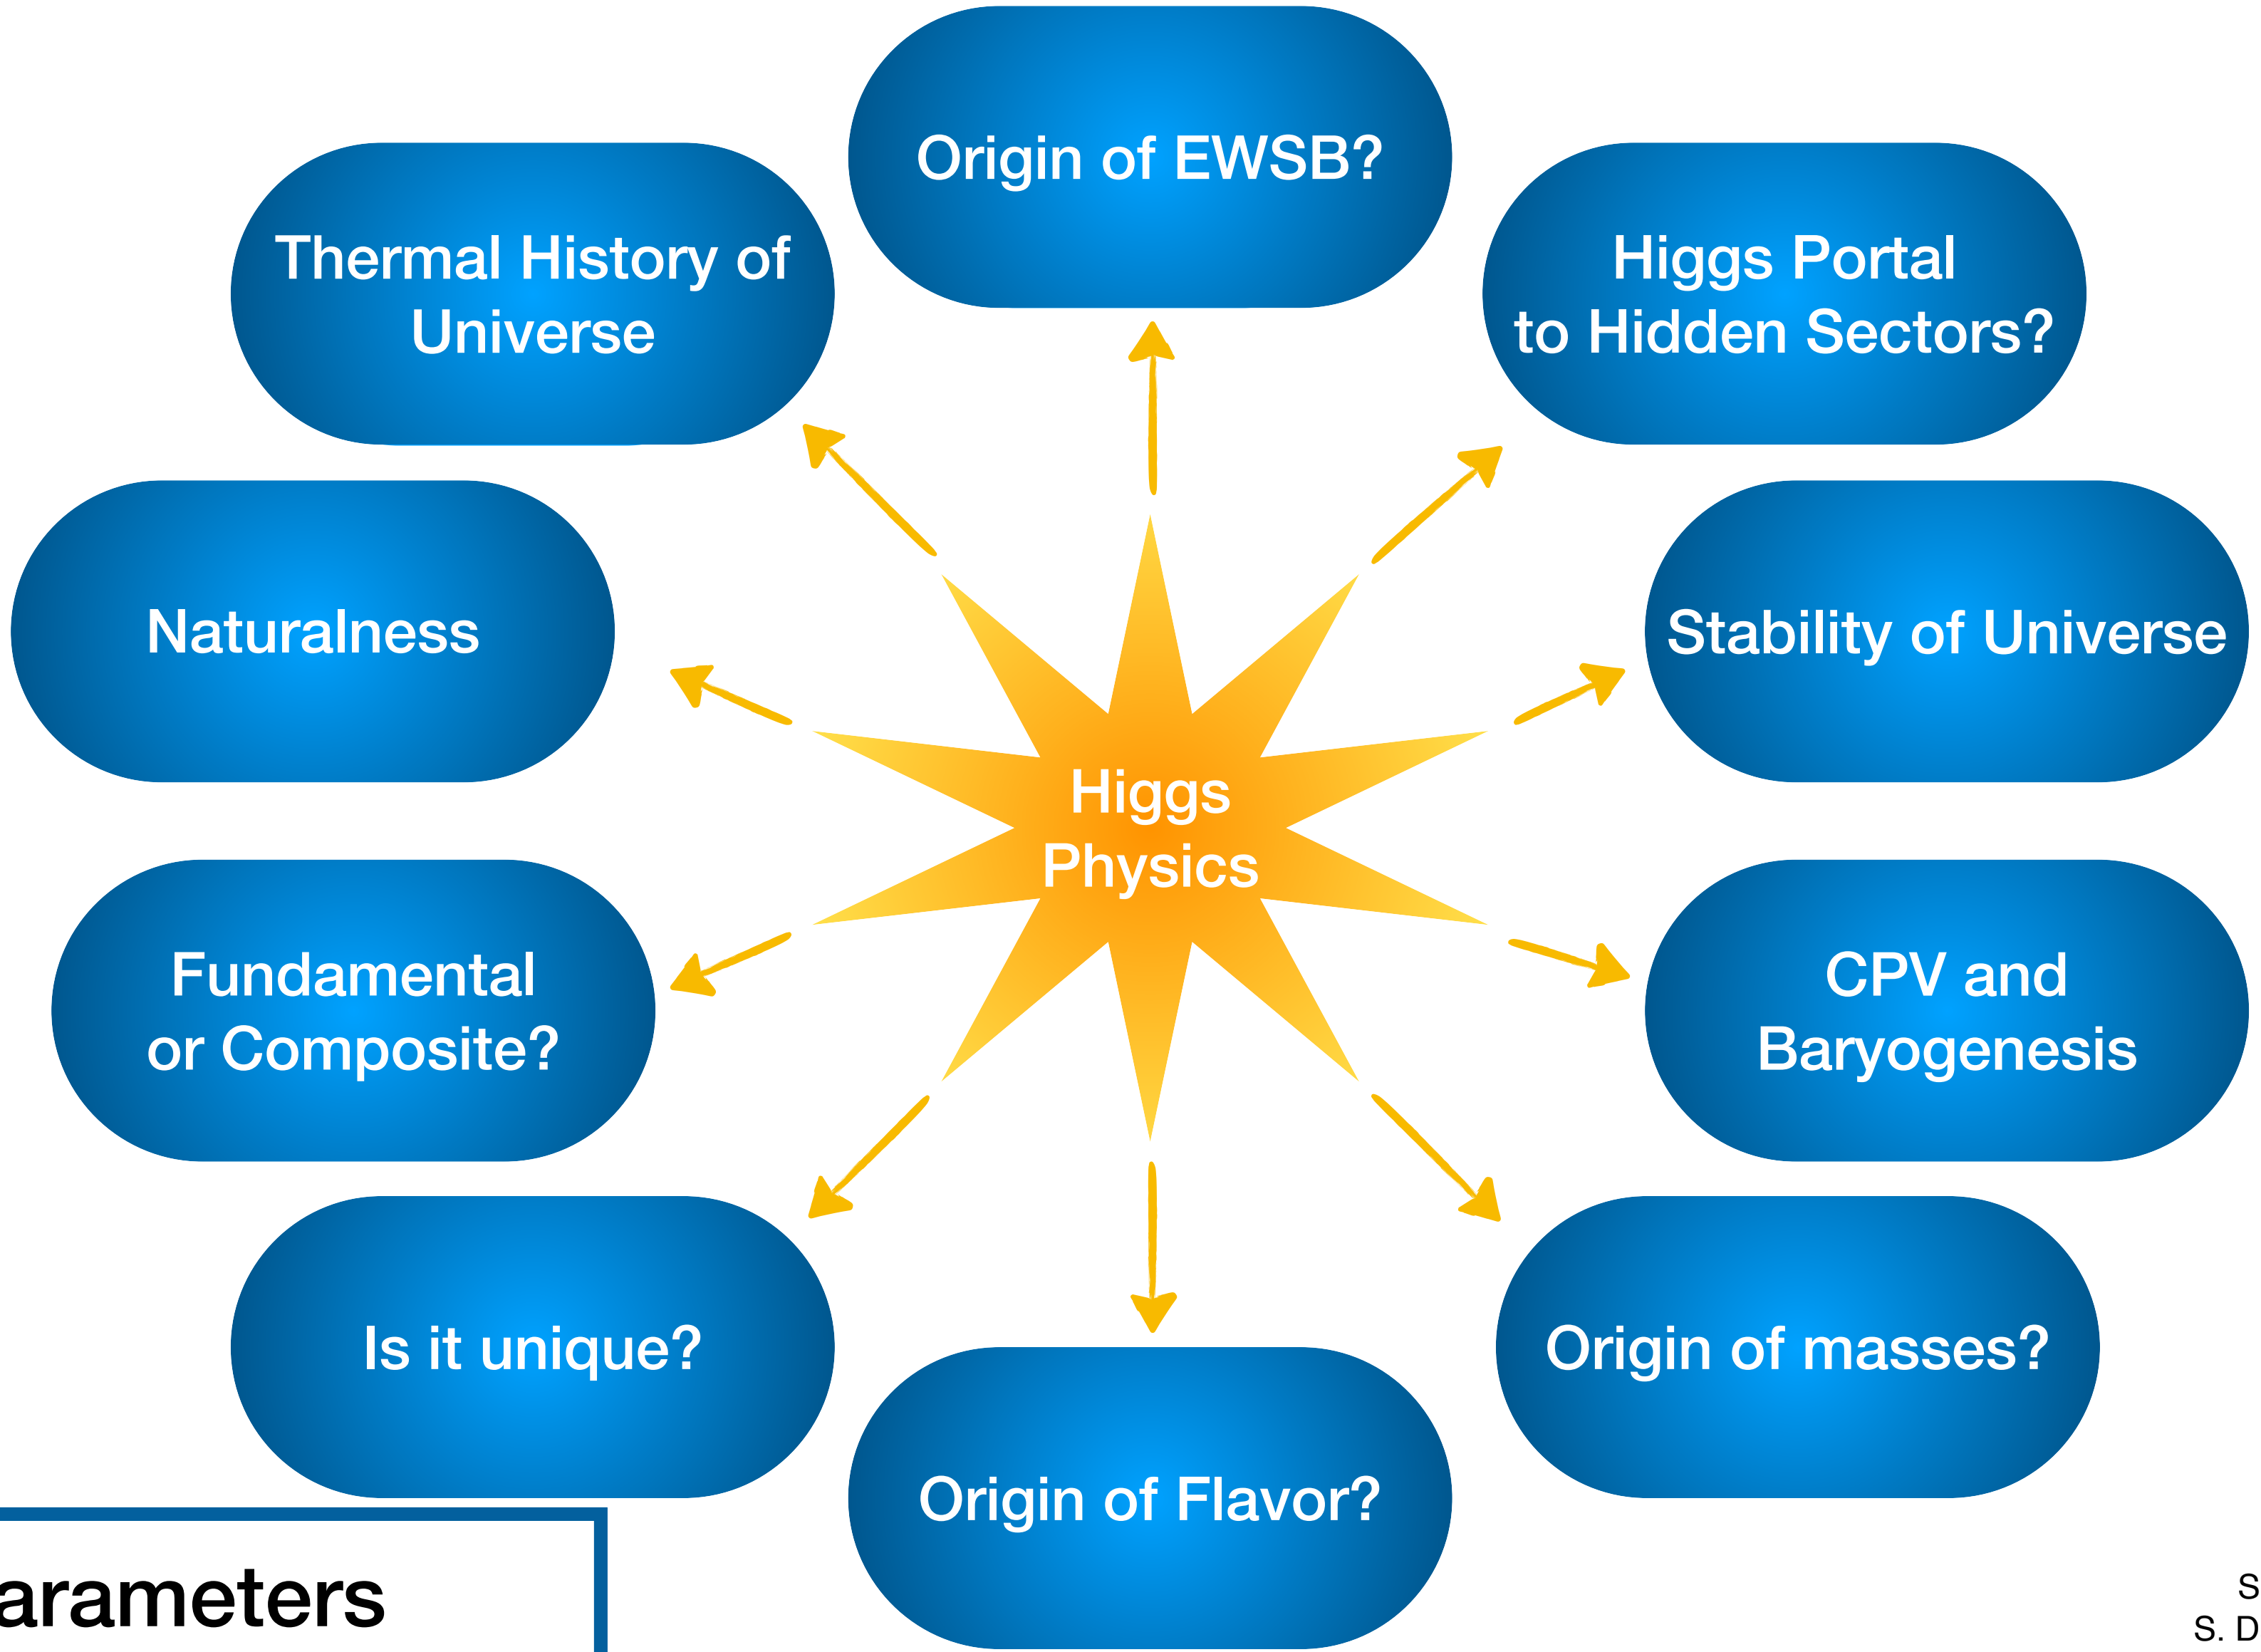 Origin of EWSB?
Thermal History of
Universe
Higgs Portal
to Hidden Sectors?
Naturalness
Stability of Universe
Higgs
Physics
Fundamental
or Composite?
CPV and
Baryogenesis
Is it unique?
Origin of masses?
Origin of Flavor?
arameters
S
S. D